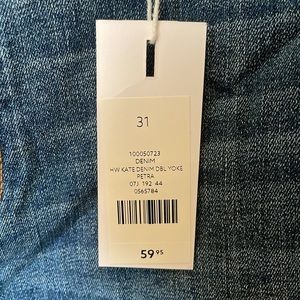 31
100050723
DENIM
HW KATE DENIM DBL YOKE
PETRA
07J 192 44
0565784
59 95